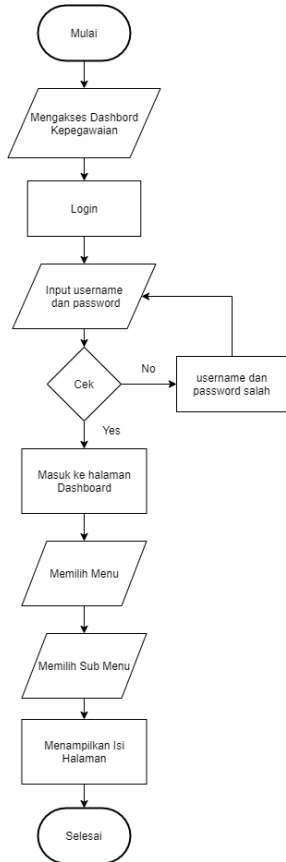 Mulai
Mengakses Dashbord
Kepegawaian
Login
Input username
dan password
Cek
No
username dan
password salah
Yes
Masuk ke halaman
Dashboard
Memilih Menu
Memilih Sub Menu
Menampilkan Isi
Halaman
Selesai